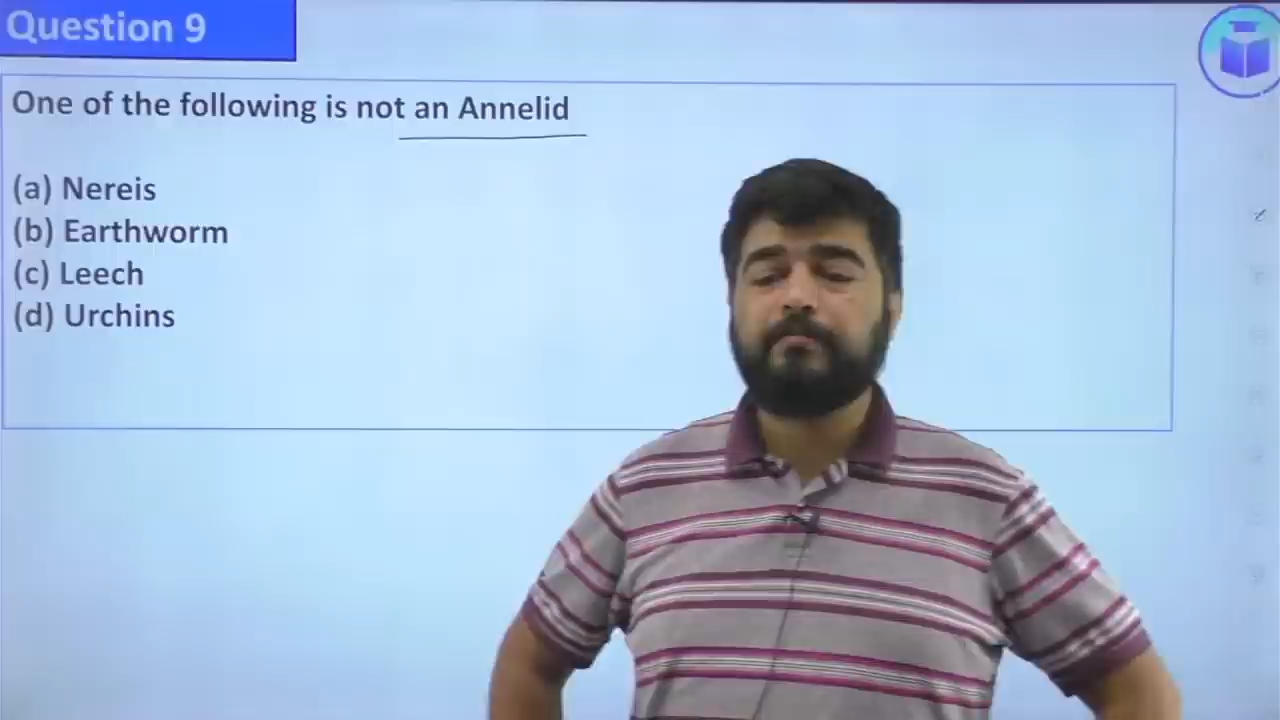 Question 9
One of the following is not an Annelid
(a) Nereis
(b) Earthworm
(c) Leech
(d) Urchins